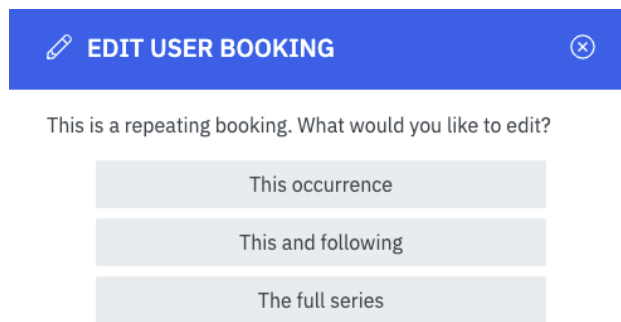 EDIT USER BOOKING
This is a repeating booking. What would you like to edit?
This occurrence
This and following
The full series